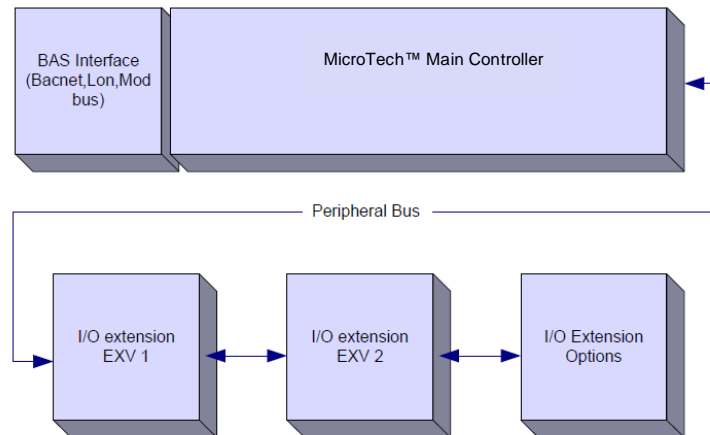 BAS Interface
(Bacnet,Lon,Mod
bus)
MicroTech™ Main Controller
Peripheral Bus
I/O extension
EXV 1
I/O extension
EXV 2
I/O Extension
Options